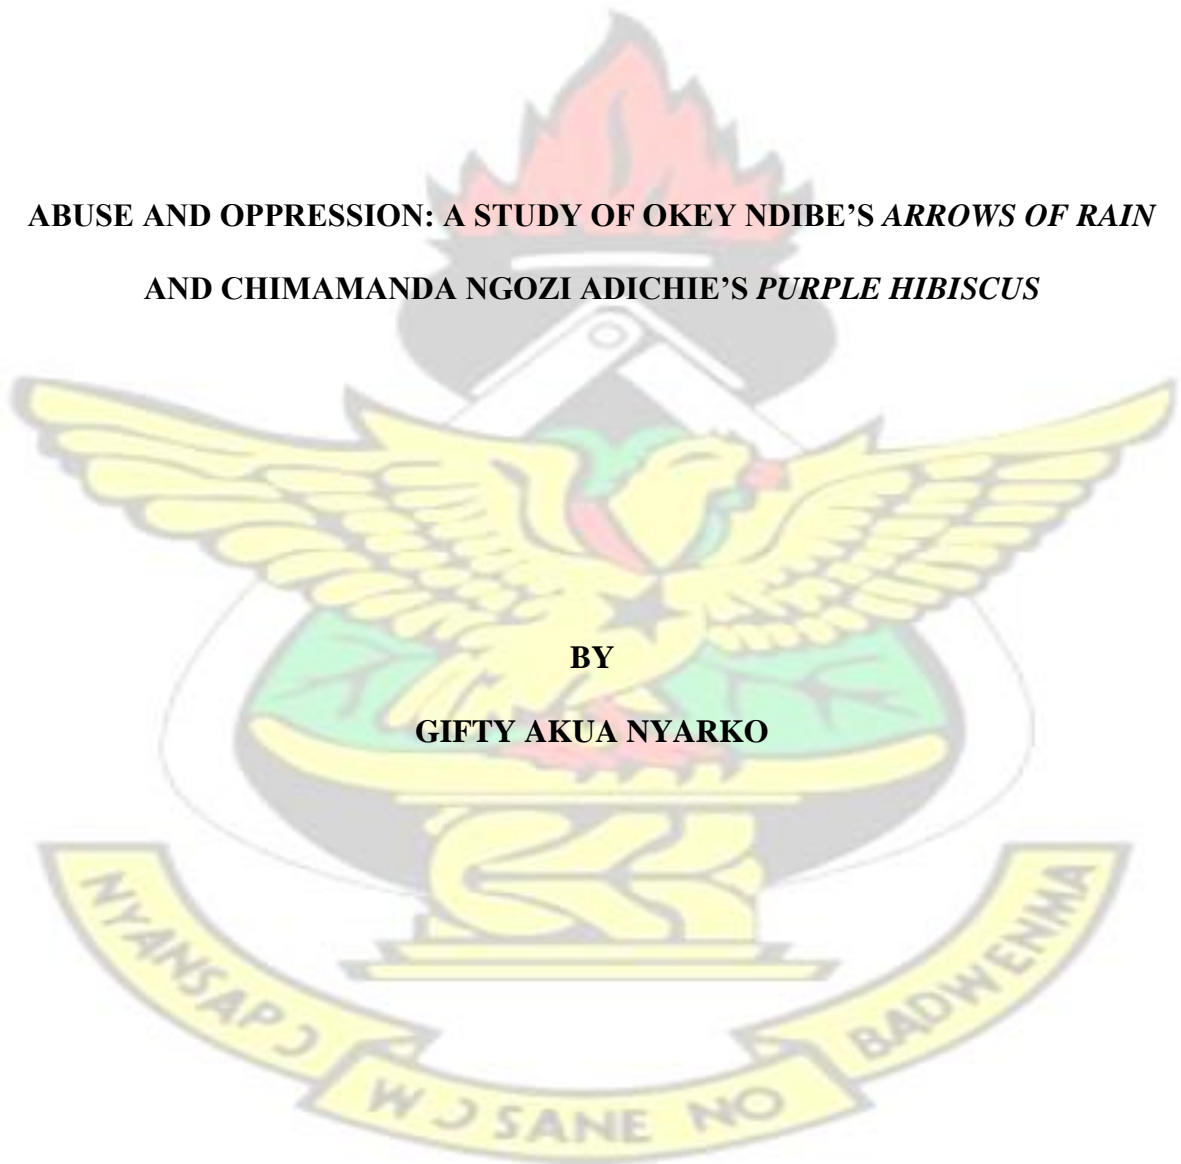 ABUSE AND OPPRESSION: A STUDY OF OKEY NDIBE’S ARROWS OF RAIN
AND CHIMAMANDA NGOZI ADICHIE’S PURPLE HIBISCUS
BY
GIFTY AKUA NYARKO
NYANSAPƆ WƆSANE NO BADWENMA